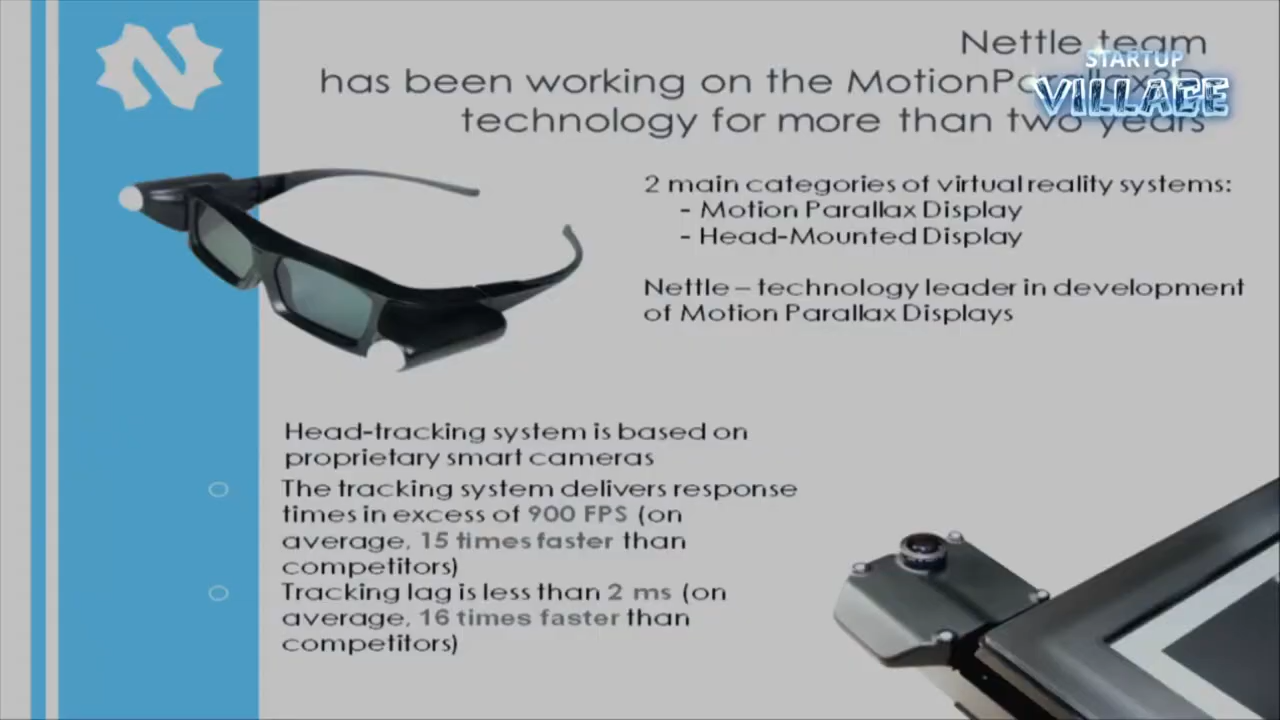 N
Nettle team
STARTUP
VILLAGE
has been working on the MotionParallax3D
technology for more than two years
2 main categories of virtual reality systems:
- Motion Parallax Display
- Head-Mounted Display
Nettle – technology leader in development
of Motion Parallax Displays
Head-tracking system is based on
proprietary smart cameras
The tracking system delivers response
times in excess of 900 FPS (on
average, 15 times faster than
competitors)
Tracking lag is less than 2 ms (on
average, 16 times faster than
competitors)